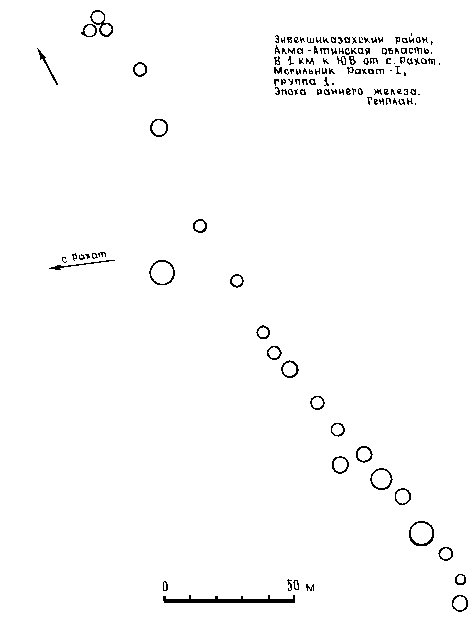 Энбекшиказахский район,
Алма-Атинская область.
В 1 км к ЮВ от с. Рахат.
Могильник Рахат-I,
группа 1.
Эпоха раннего железа.
Генплан.
с Рахат
0 50 м